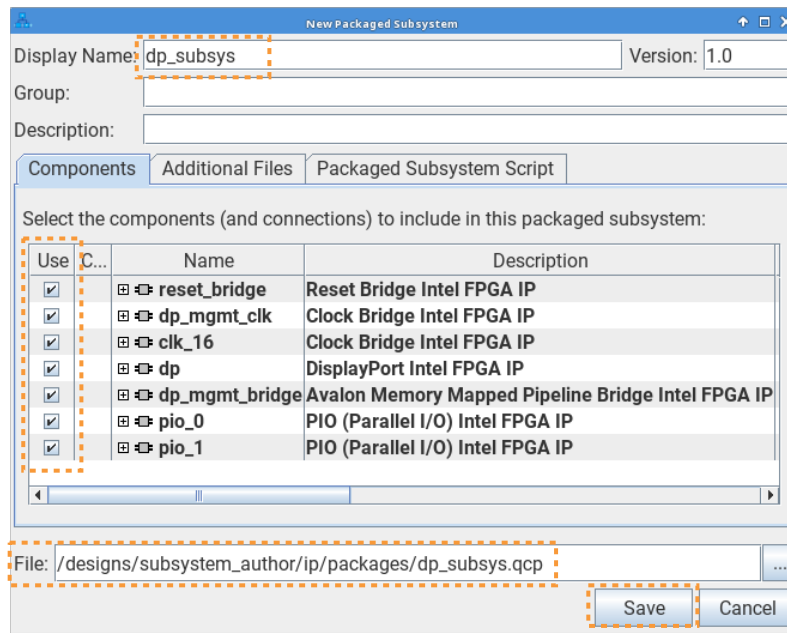 New Packaged Subsystem
Display Name: dp_subsys Version: 1.0
Group:
Description:
Components Additional Files Packaged Subsystem Script
Select the components (and connections) to include in this packaged subsystem:
Use C... Name Description
reset_bridge Reset Bridge Intel FPGA IP
dp_mgmt_clk Clock Bridge Intel FPGA IP
clk_16 Clock Bridge Intel FPGA IP
dp DisplayPort Intel FPGA IP
dp_mgmt_bridge Avalon Memory Mapped Pipeline Bridge Intel FPGA IP
pio_0 PIO (Parallel I/O) Intel FPGA IP
pio_1 PIO (Parallel I/O) Intel FPGA IP
File: /designs/subsystem_author/ip/packages/dp_subsys.qcp ...
Save Cancel